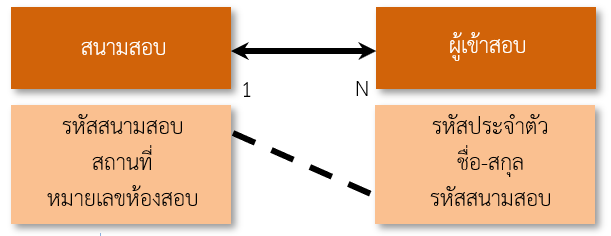 สนามสอบ
ผู้เข้าสอบ
1
N
รหัสสนามสอบ
สถานที่
หมายเลขห้องสอบ
รหัสประจำตัว
ชื่อ-สกุล
รหัสสนามสอบ